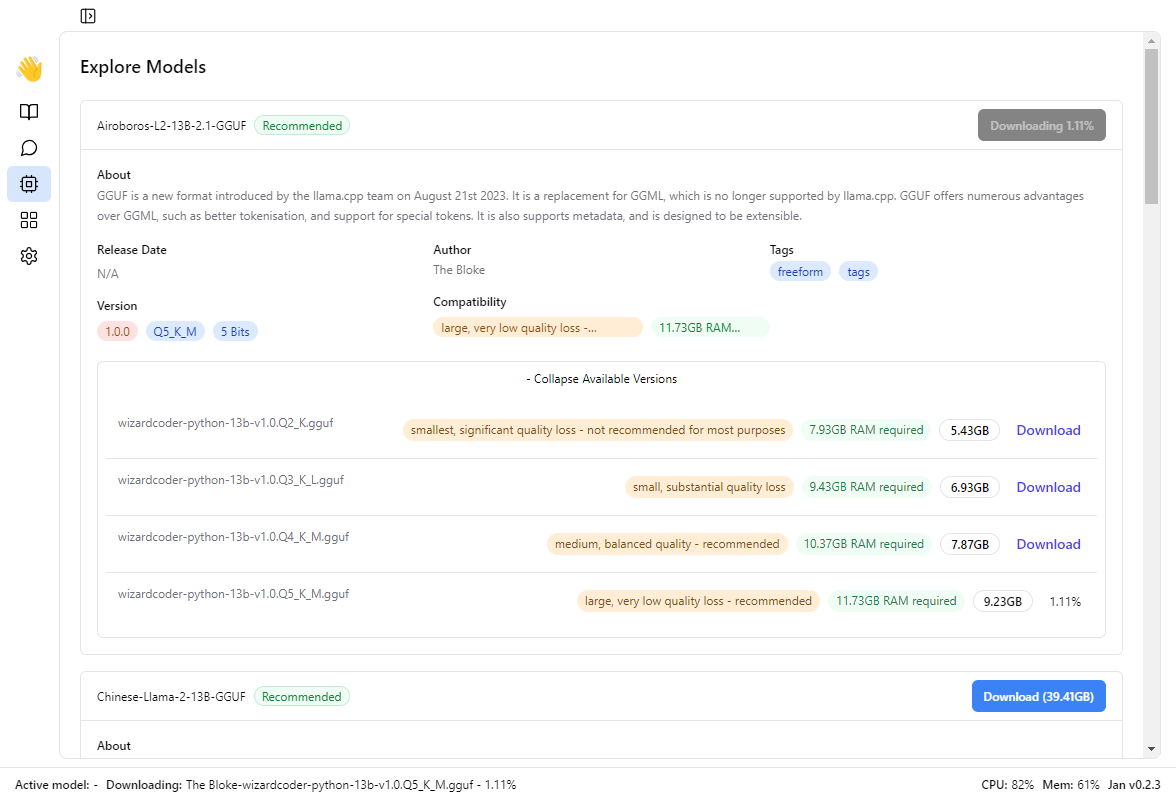 Explore Models
Airoboros-L2-13B-2.1-GGUF Recommended Downloading 1.11%
About
GGUF is a new format introduced by the llama.cpp team on August 21st 2023. It is a replacement for GGML, which is no longer supported by llama.cpp. GGUF offers numerous advantages
over GGML, such as better tokenisation, and support for special tokens. It is also supports metadata, and is designed to be extensible.
Release Date
N/A
Author
The Bloke
Tags
freeform tags
Version
1.0.0 Q5_K_M 5 Bits
Compatibility
large, very low quality loss -... 11.73GB RAM...
- Collapse Available Versions
wizardcoder-python-13b-v1.0.Q2_K.gguf smallest, significant quality loss - not recommended for most purposes 7.93GB RAM required 5.43GB Download
wizardcoder-python-13b-v1.0.Q3_K_L.gguf small, substantial quality loss 9.43GB RAM required 6.93GB Download
wizardcoder-python-13b-v1.0.Q4_K_M.gguf medium, balanced quality - recommended 10.37GB RAM required 7.87GB Download
wizardcoder-python-13b-v1.0.Q5_K_M.gguf large, very low quality loss - recommended 11.73GB RAM required 9.23GB 1.11%
Chinese-Llama-2-13B-GGUF Recommended Download (39.41GB)
About
Active model: - Downloading: The Bloke-wizardcoder-python-13b-v1.0.Q5_K_M.gguf - 1.11% CPU: 82% Mem: 61% Jan v0.2.3